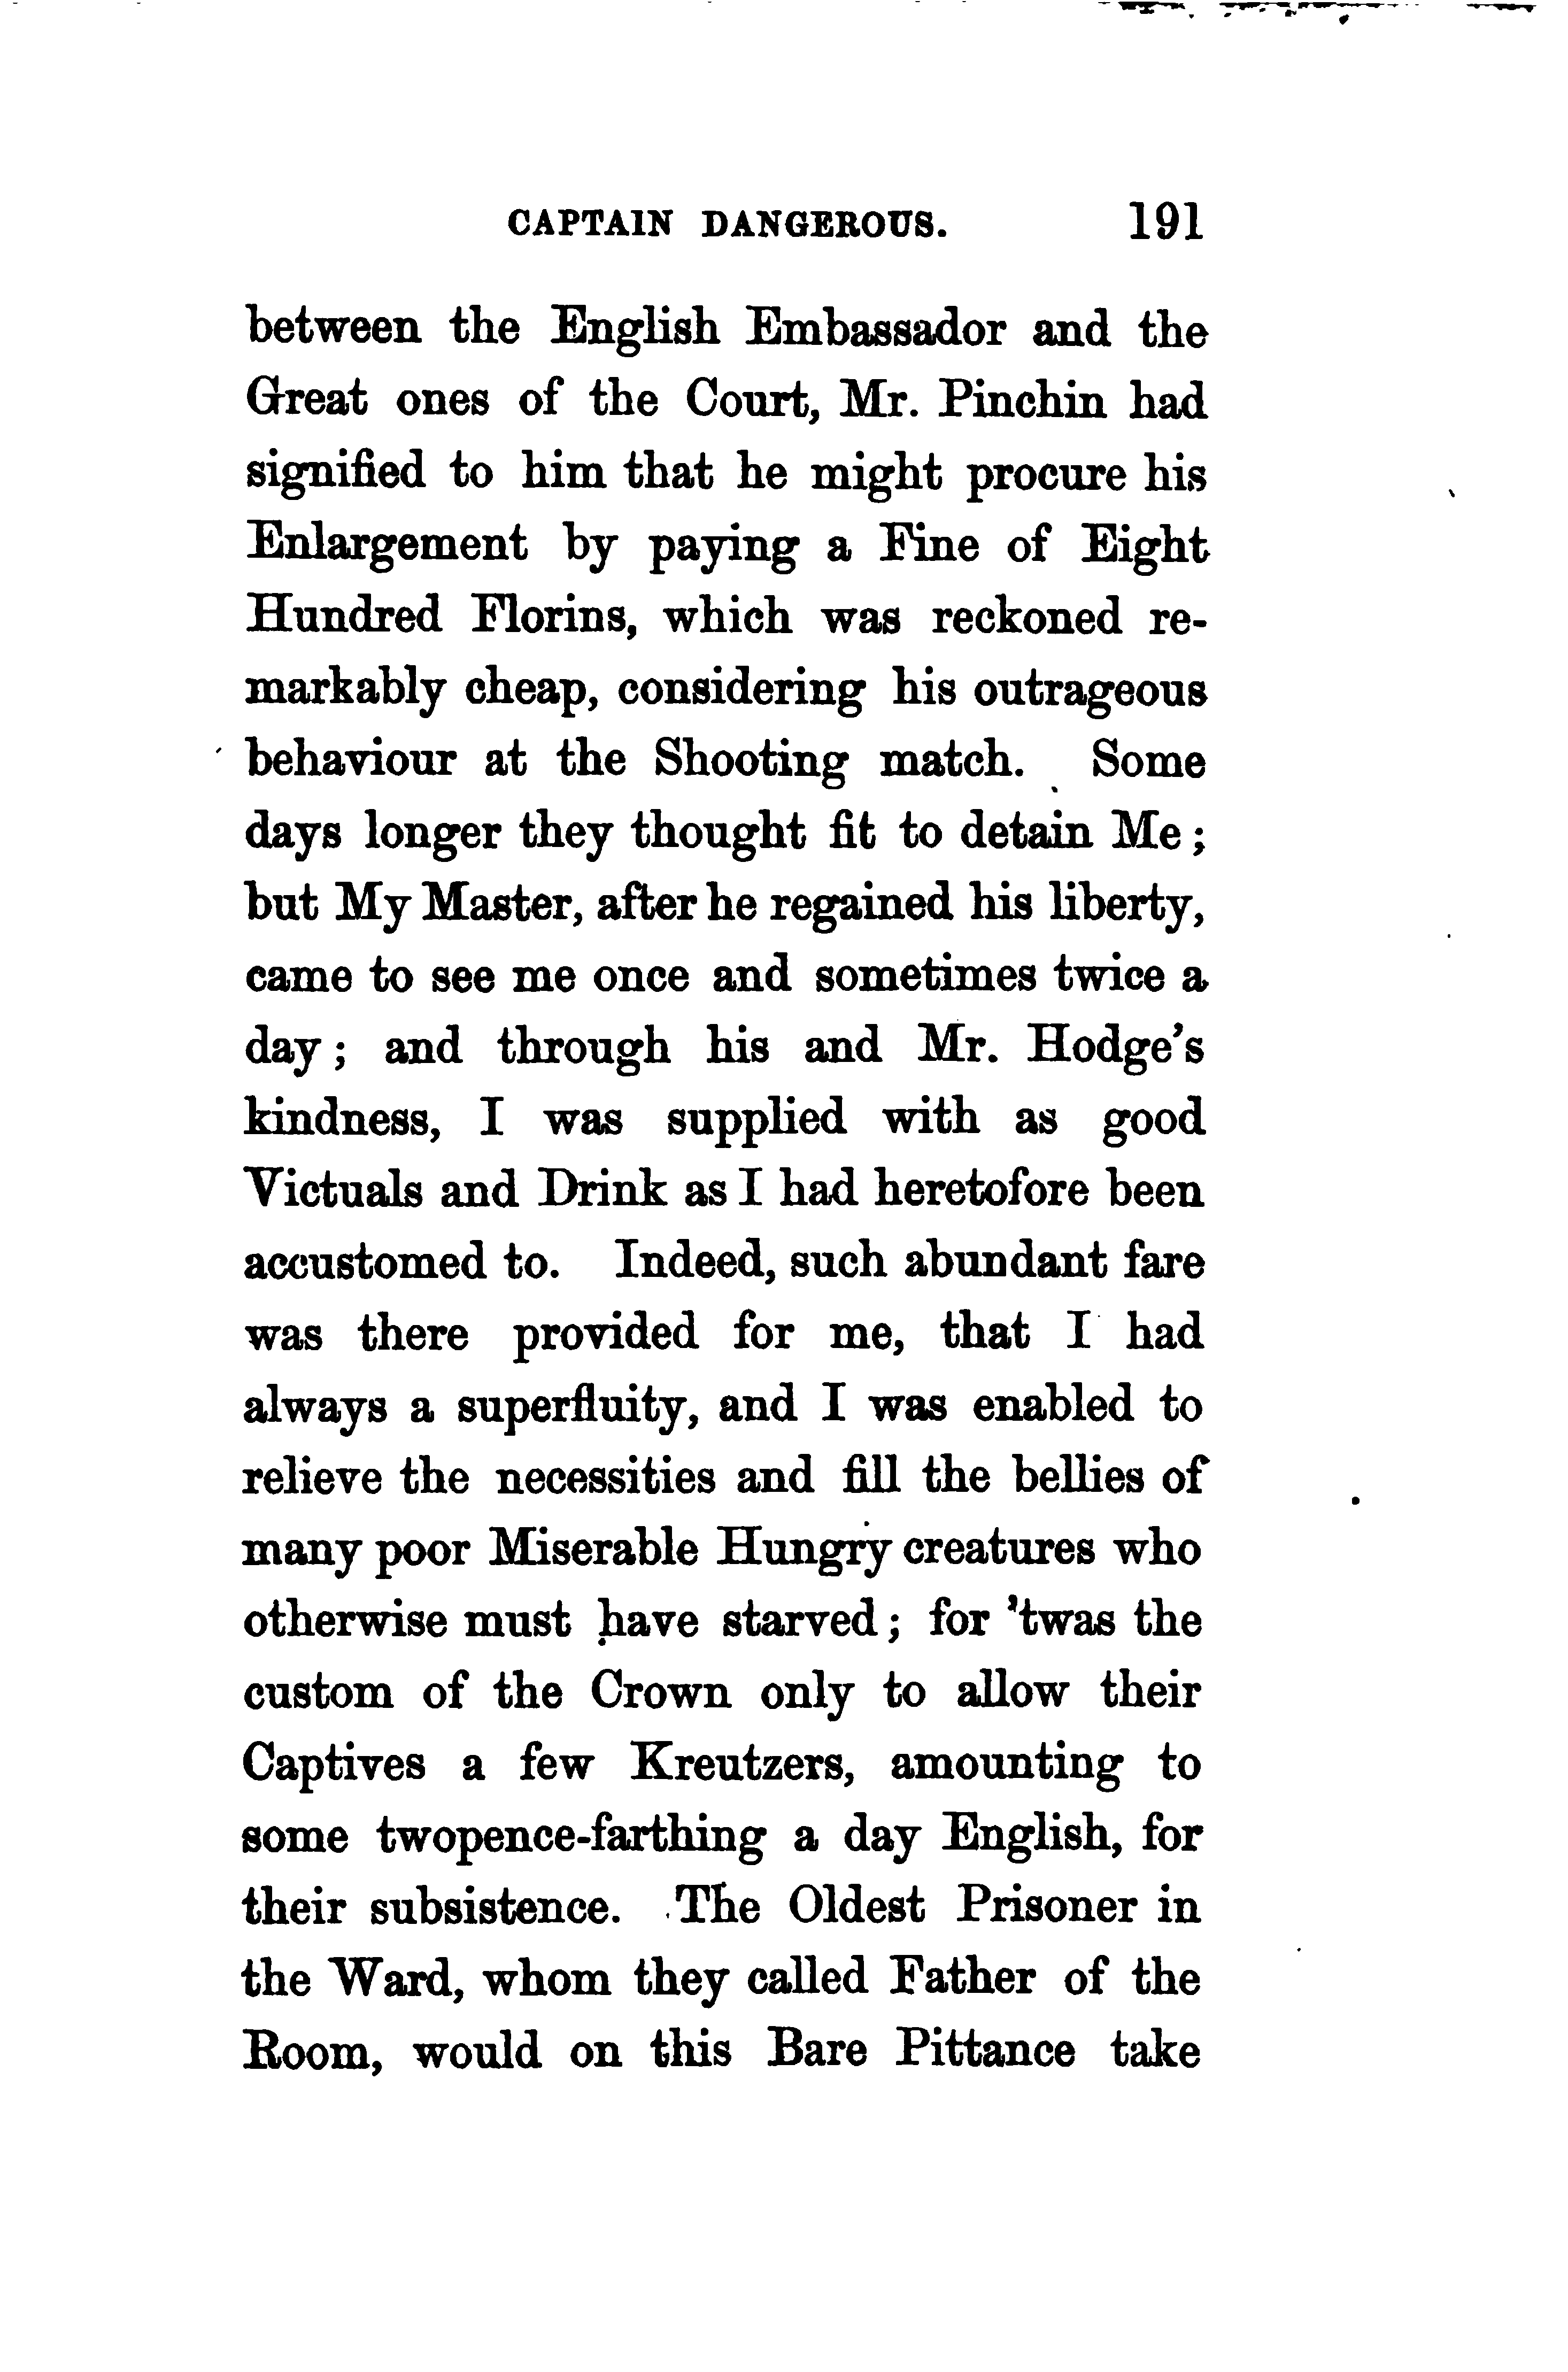 CAPTAIN DANGEROUS. 191
between the English Embassador and the
Great ones of the Court, Mr. Pinchin had
signified to him that he might procure his
Enlargement by paying a Fine of Eight
Hundred Florins, which was reckoned re-
markably cheap, considering his outrageous
behaviour at the Shooting match. Some
days longer they thought fit to detain Me;
but My Master, after he regained his liberty,
came to see me once and sometimes twice a
day; and through his and Mr. Hodge's
kindness, I was supplied with as good
Victuals and Drink as I had heretofore been
accustomed to. Indeed, such abundant fare
was there provided for me, that I had
always a superfluity, and I was enabled to
relieve the necessities and fill the bellies of
many poor Miserable Hungry creatures who
otherwise must have starved; for 'twas the
custom of the Crown only to allow their
Captives a few Kreutzers, amounting to
some twopence-farthing a day English, for
their subsistence. The Oldest Prisoner in
the Ward, whom they called Father of the
Room, would on this Bare Pittance take